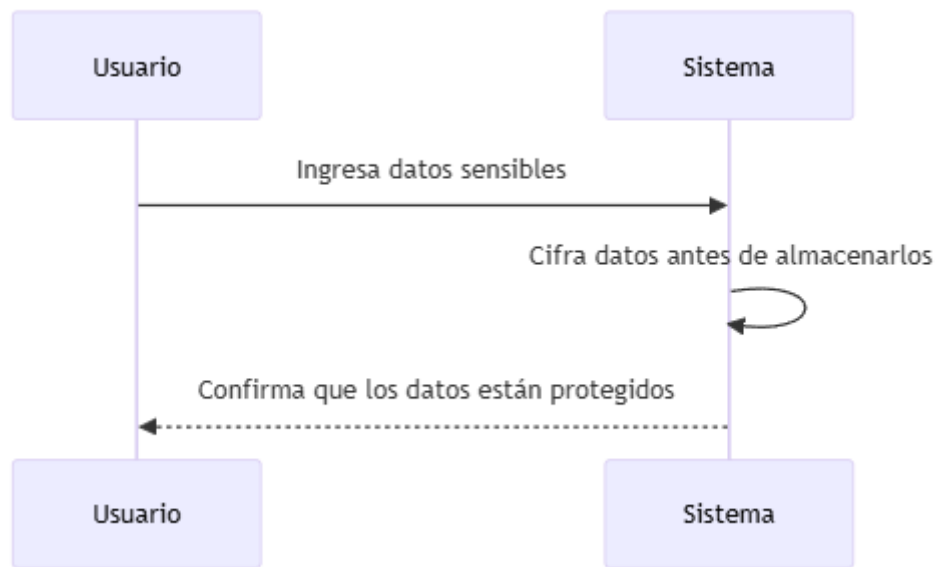 Usuario
Sistema
Ingresa datos sensibles
Cifra datos antes de almacenarlos
Confirma que los datos están protegidos
Usuario
Sistema